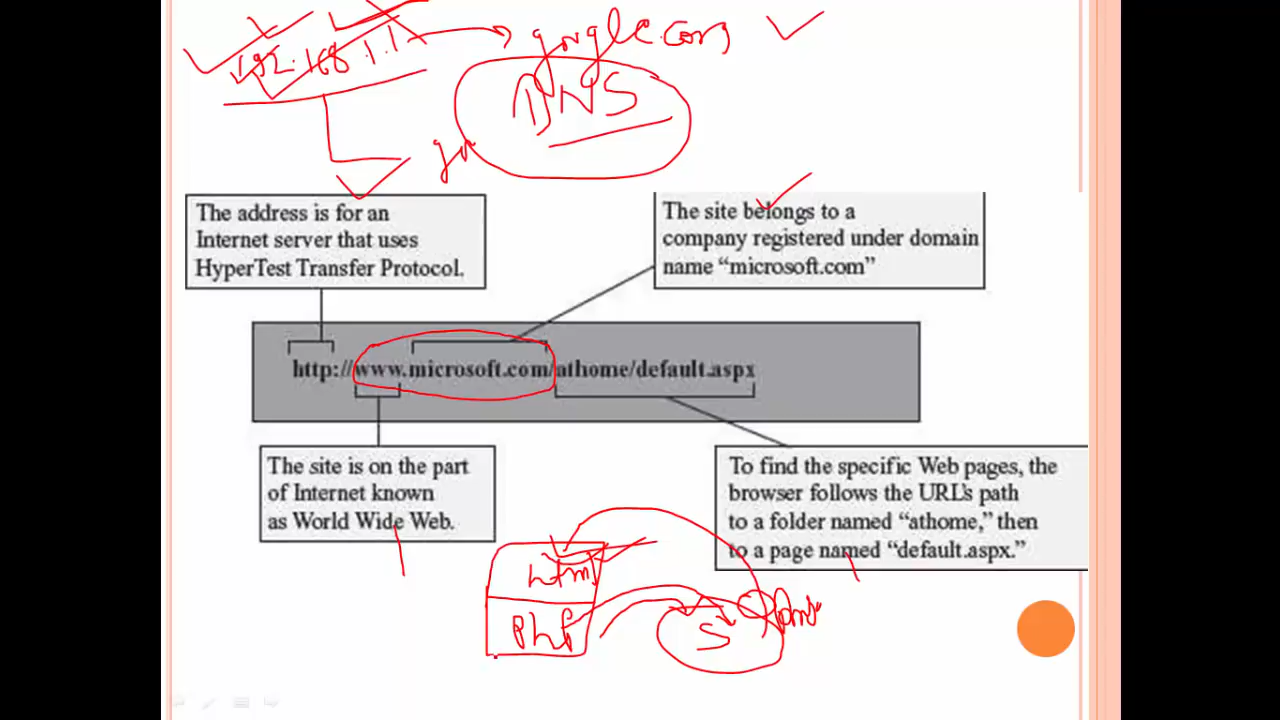 192.168.1.1
google.com
DNS
go
The address is for an
Internet server that uses
HyperTest Transfer Protocol.
The site belongs to a
company registered under domain
name “microsoft.com”
http://www.microsoft.com/athome/default.aspx
The site is on the part
of Internet known
as World Wide Web.
To find the specific Web pages, the
browser follows the URL's path
to a folder named “athome,” then
to a page named “default.aspx.”
html
Php
S